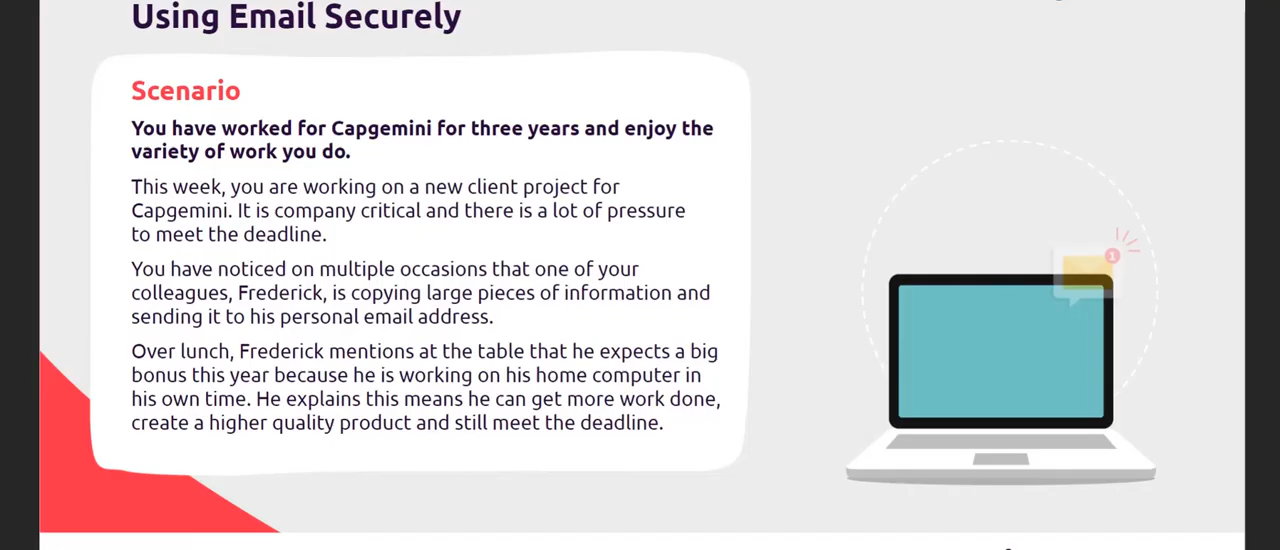 Using Email Securely
Scenario
You have worked for Capgemini for three years and enjoy the
variety of work you do.
This week, you are working on a new client project for
Capgemini. It is company critical and there is a lot of pressure
to meet the deadline.
You have noticed on multiple occasions that one of your
colleagues, Frederick, is copying large pieces of information and
sending it to his personal email address.
Over lunch, Frederick mentions at the table that he expects a big
bonus this year because he is working on his home computer in
his own time. He explains this means he can get more work done,
create a higher quality product and still meet the deadline.
1